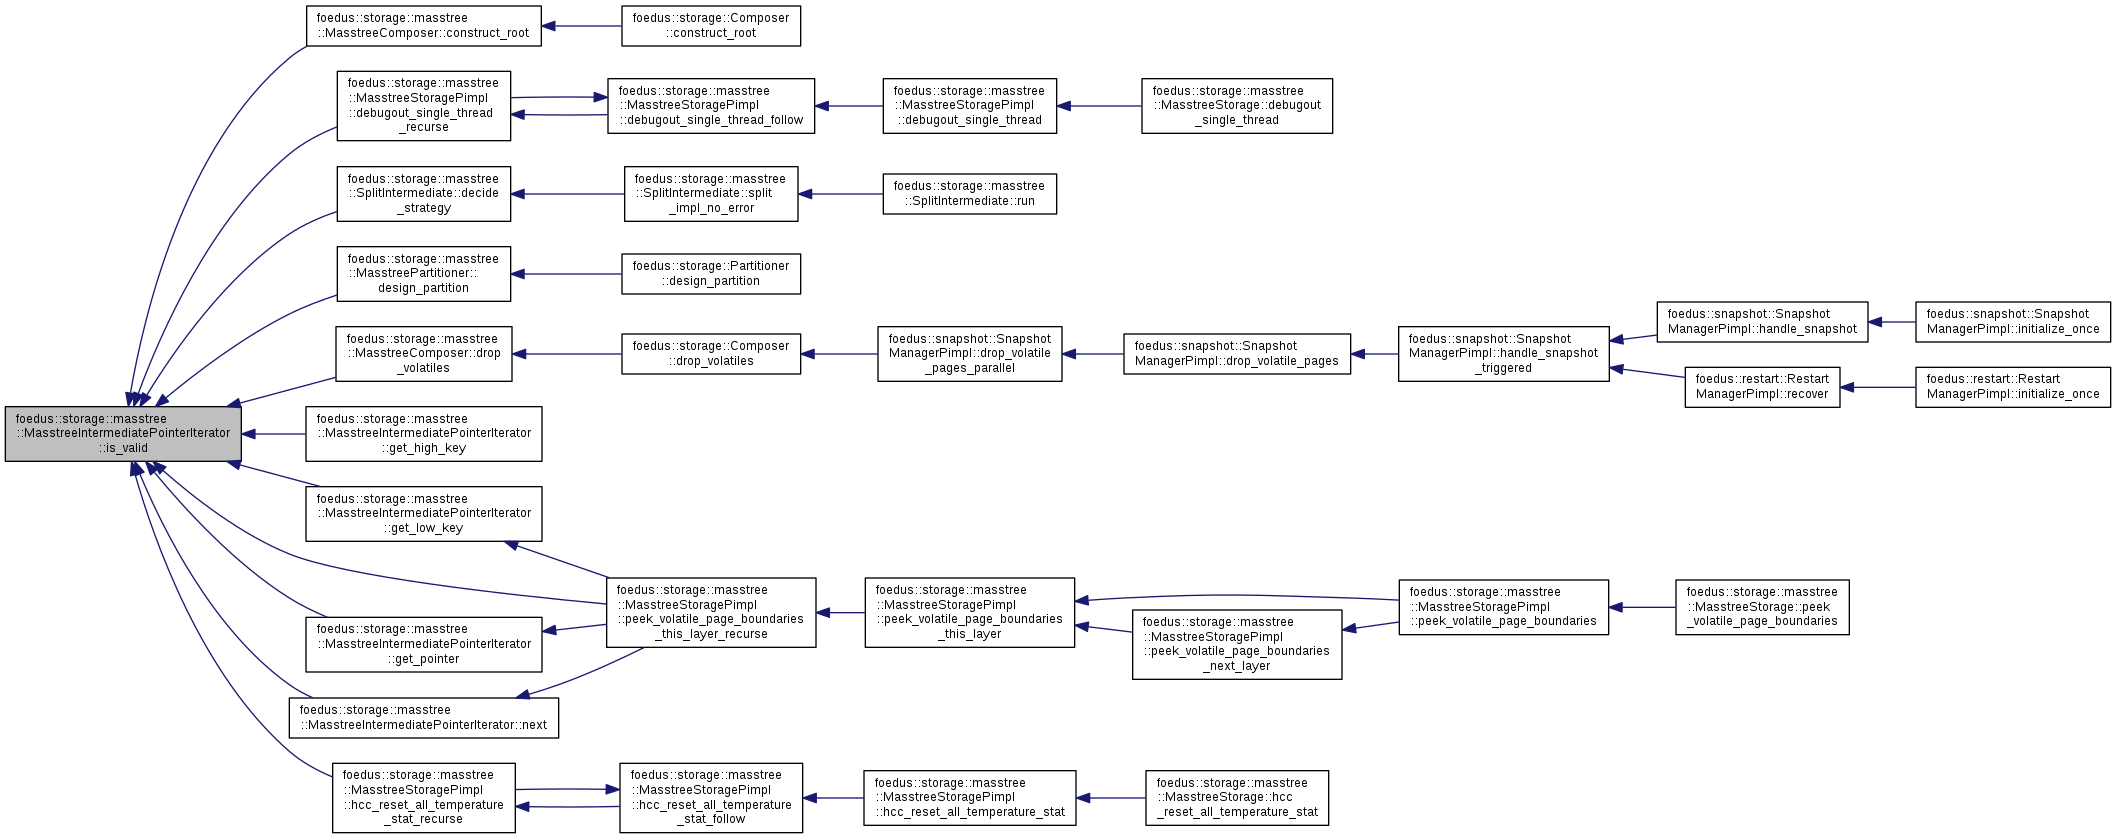 foedus::storage::masstree
::MasstreeComposer::construct_root
foedus::storage::Composer
::construct_root
foedus::storage::masstree
::MasstreeStoragePimpl
::debugout_single_thread
_recurse
foedus::storage::masstree
::MasstreeStoragePimpl
::debugout_single_thread_follow
foedus::storage::masstree
::MasstreeStoragePimpl
::debugout_single_thread
foedus::storage::masstree
::MasstreeStorage::debugout
_single_thread
foedus::storage::masstree
::SplitIntermediate::decide
_strategy
foedus::storage::masstree
::SplitIntermediate::split
_impl_no_error
foedus::storage::masstree
::SplitIntermediate::run
foedus::storage::masstree
::MasstreePartitioner::
design_partition
foedus::storage::Partitioner
::design_partition
foedus::storage::masstree
::MasstreeComposer::drop
_volatiles
foedus::storage::Composer
::drop_volatiles
foedus::snapshot::Snapshot
ManagerPimpl::drop_volatile
_pages_parallel
foedus::snapshot::Snapshot
ManagerPimpl::drop_volatile_pages
foedus::snapshot::Snapshot
ManagerPimpl::handle_snapshot
_triggered
foedus::snapshot::Snapshot
ManagerPimpl::handle_snapshot
foedus::snapshot::Snapshot
ManagerPimpl::initialize_once
foedus::restart::Restart
ManagerPimpl::recover
foedus::restart::Restart
ManagerPimpl::initialize_once
foedus::storage::masstree
::MasstreeIntermediatePointerIterator
::is_valid
foedus::storage::masstree
::MasstreeIntermediatePointerIterator
::get_high_key
foedus::storage::masstree
::MasstreeIntermediatePointerIterator
::get_low_key
foedus::storage::masstree
::MasstreeStoragePimpl
::peek_volatile_page_boundaries
_this_layer_recurse
foedus::storage::masstree
::MasstreeStoragePimpl
::peek_volatile_page_boundaries
_this_layer
foedus::storage::masstree
::MasstreeStoragePimpl
::peek_volatile_page_boundaries
_next_layer
foedus::storage::masstree
::MasstreeStoragePimpl
::peek_volatile_page_boundaries
foedus::storage::masstree
::MasstreeStorage::peek
_volatile_page_boundaries
foedus::storage::masstree
::MasstreeIntermediatePointerIterator
::get_pointer
foedus::storage::masstree
::MasstreeIntermediatePointerIterator::next
foedus::storage::masstree
::MasstreeStoragePimpl
::hcc_reset_all_temperature
_stat_recurse
foedus::storage::masstree
::MasstreeStoragePimpl
::hcc_reset_all_temperature
_stat_follow
foedus::storage::masstree
::MasstreeStoragePimpl
::hcc_reset_all_temperature_stat
foedus::storage::masstree
::MasstreeStorage::hcc
_reset_all_temperature_stat